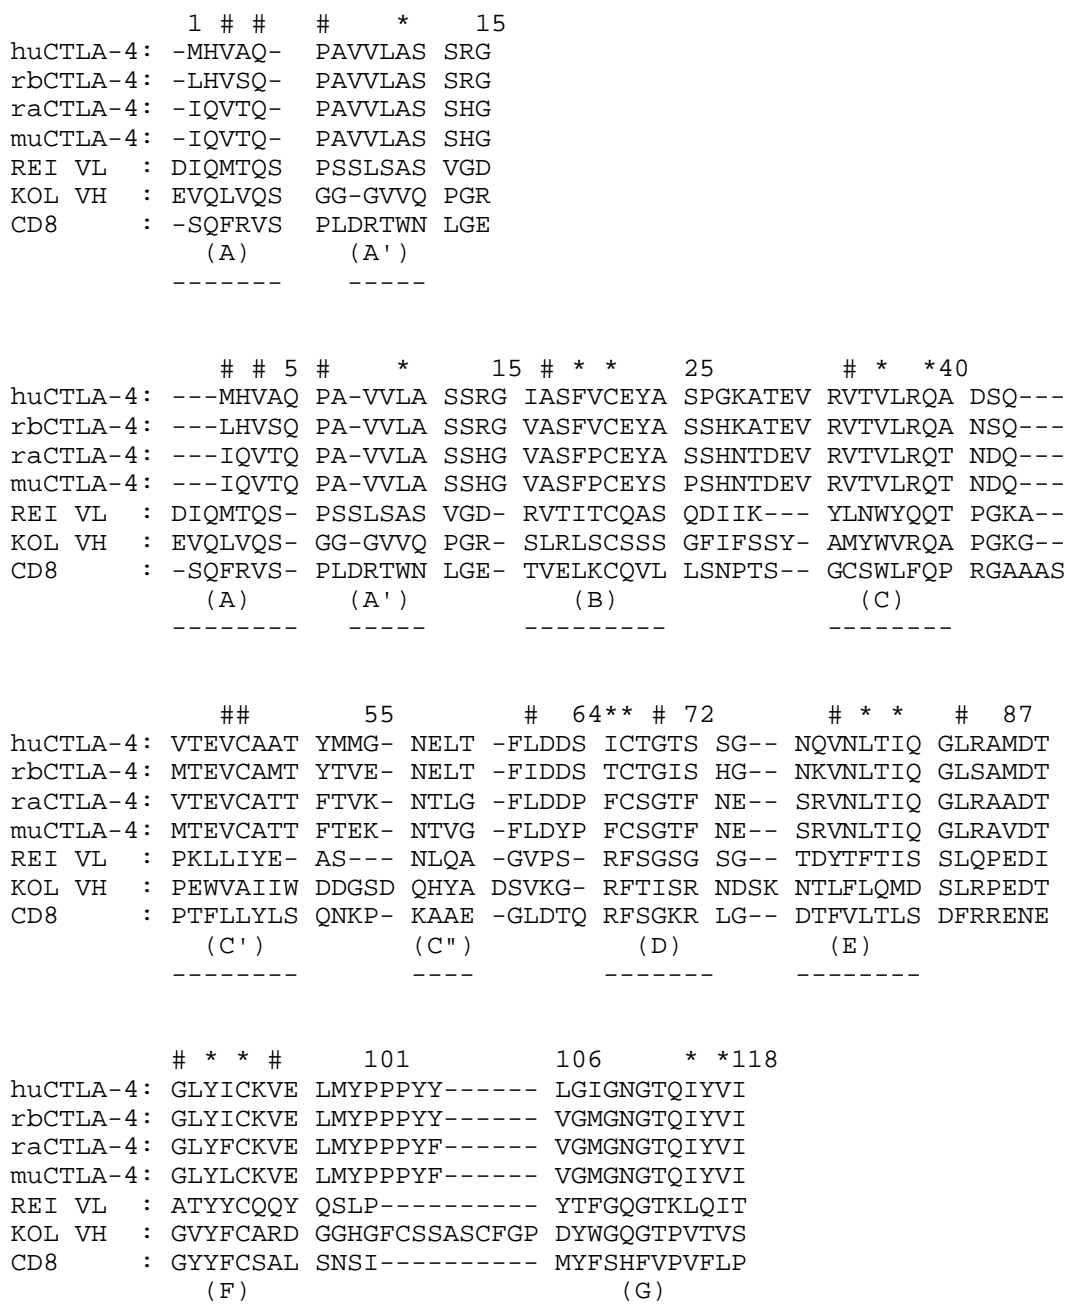 1 # #   #     *     15
huCTLA-4: -MHVAQ-  PAVVLAS SRG
rbCTLA-4: -LHVSQ-  PAVVLAS SRG
raCTLA-4: -IQVTQ-  PAVVLAS SHG
muCTLA-4: -IQVTQ-  PAVVLAS SHG
REI VL  : DIQMTQS  PSSLSAS VGD
KOL VH  : EVQLVQS  GG-GVVQ PGR
CD8     : -SQFRVS  PLDRTWN LGE
(A)       (A')
-------   -----
# # 5 #     *      15 # * *     25          # *  *40
huCTLA-4: ---MHVAQ PA-VVLA SSRG IASFVCEYA SPGKATEV RVTVLRQA DSQ---
rbCTLA-4: ---LHVSQ PA-VVLA SSRG VASFVCEYA SSHKATEV RVTVLRQA NSQ---
raCTLA-4: ---IQVTQ PA-VVLA SSHG VASFPCEYA SSHNTDEV RVTVLRQT NDQ---
muCTLA-4: ---IQVTQ PA-VVLA SSHG VASFPCEYS PSHNTDEV RVTVLRQT NDQ---
REI VL  : DIQMTQS- PSSLSAS VGD- RVTITCQAS QDIIK--- YLNWYQQT PGKA--
KOL VH  : EVQLVQS- GG-GVVQ PGR- SLRLSCSSS GFIFSSY- AMYWVRQA PGKG--
CD8     : -SQFRVS- PLDRTWN LGE- TVELKCQVL LSNPTS-- GCSWLFQP RGAAAS
(A)        (A')          (B)                (C)
--------   -----      ---------          --------
##       55        #  64** # 72       # * *   #  87
huCTLA-4: VTEVCAAT YMMG- NELT -FLDDS ICTGTS SG-- NQVNLTIQ GLRAMDT
rbCTLA-4: MTEVCAMT YTVE- NELT -FIDDS TCTGIS HG-- NKVNLTIQ GLSAMDT
raCTLA-4: VTEVCATT FTVK- NTLG -FLDDP FCSGTF NE-- SRVNLTIQ GLRAADT
muCTLA-4: MTEVCATT FTEK- NTVG -FLDYP FCSGTF NE-- SRVNLTIQ GLRAVDT
REI VL  : PKLLIYE- AS--- NLQA -GVPS- RFSGSG SG-- TDYTFTIS SLQPEDI
KOL VH  : PEWVAIIW DDGSD QHYA DSVKG- RFTISR NDSK NTLFLQMD SLRPEDT
CD8     : PTFLLYLS QNKP- KAAE -GLDTQ RFSGKR LG-- DTFVLTLS DFRRENE
(C')          (C")           (D)           (E)
--------       ----        -------     --------
# * * #     101         106     * *118
huCTLA-4: GLYICKVE LMYPPPYY------ LGIGNGTQIYVI
rbCTLA-4: GLYICKVE LMYPPPYY------ VGMGNGTQIYVI
raCTLA-4: GLYFCKVE LMYPPPYF------ VGMGNGTQIYVI
muCTLA-4: GLYLCKVE LMYPPPYF------ VGMGNGTQIYVI
REI VL  : ATYYCQQY QSLP---------- YTFGQGTKLQIT
KOL VH  : GVYFCARD GGHGFCSSASCFGP DYWGQGTPVTVS
CD8     : GYYFCSAL SNSI---------- MYFSHFVPVFLP
(F)                        (G)